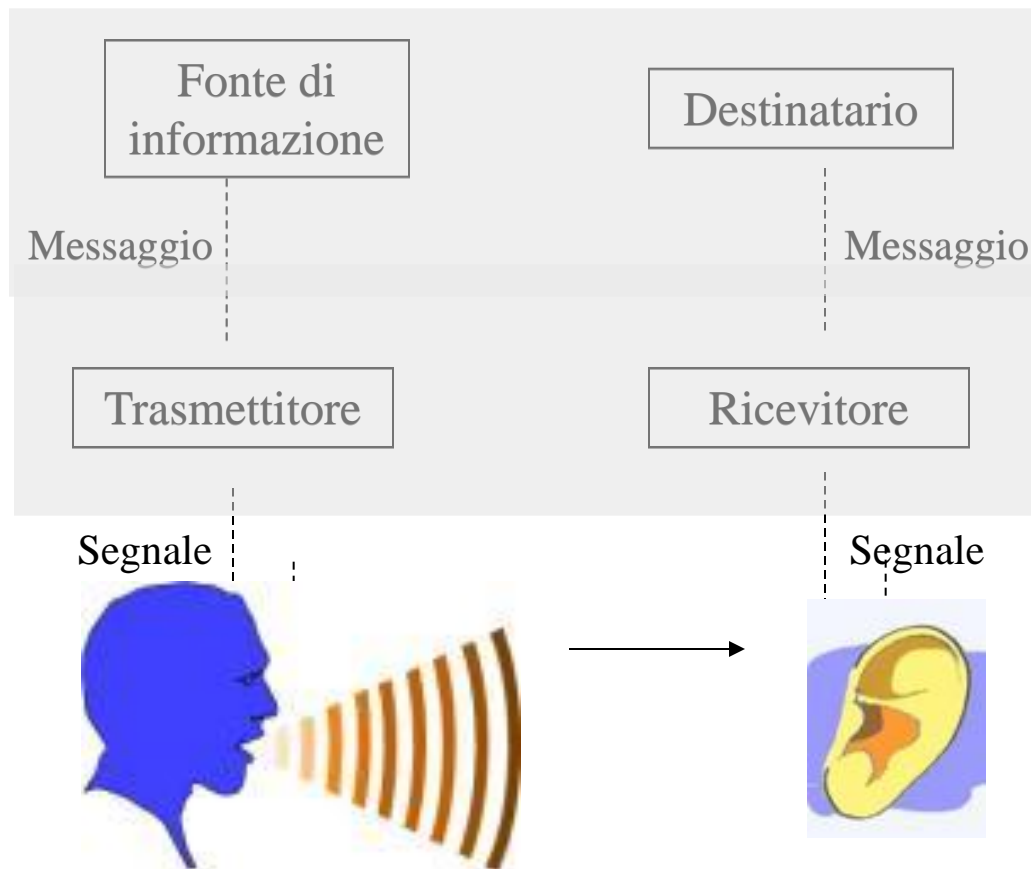 Fonte di
informazione
Destinatario
Messaggio
Messaggio
Trasmettitore
Ricevitore
Segnale
Segnale